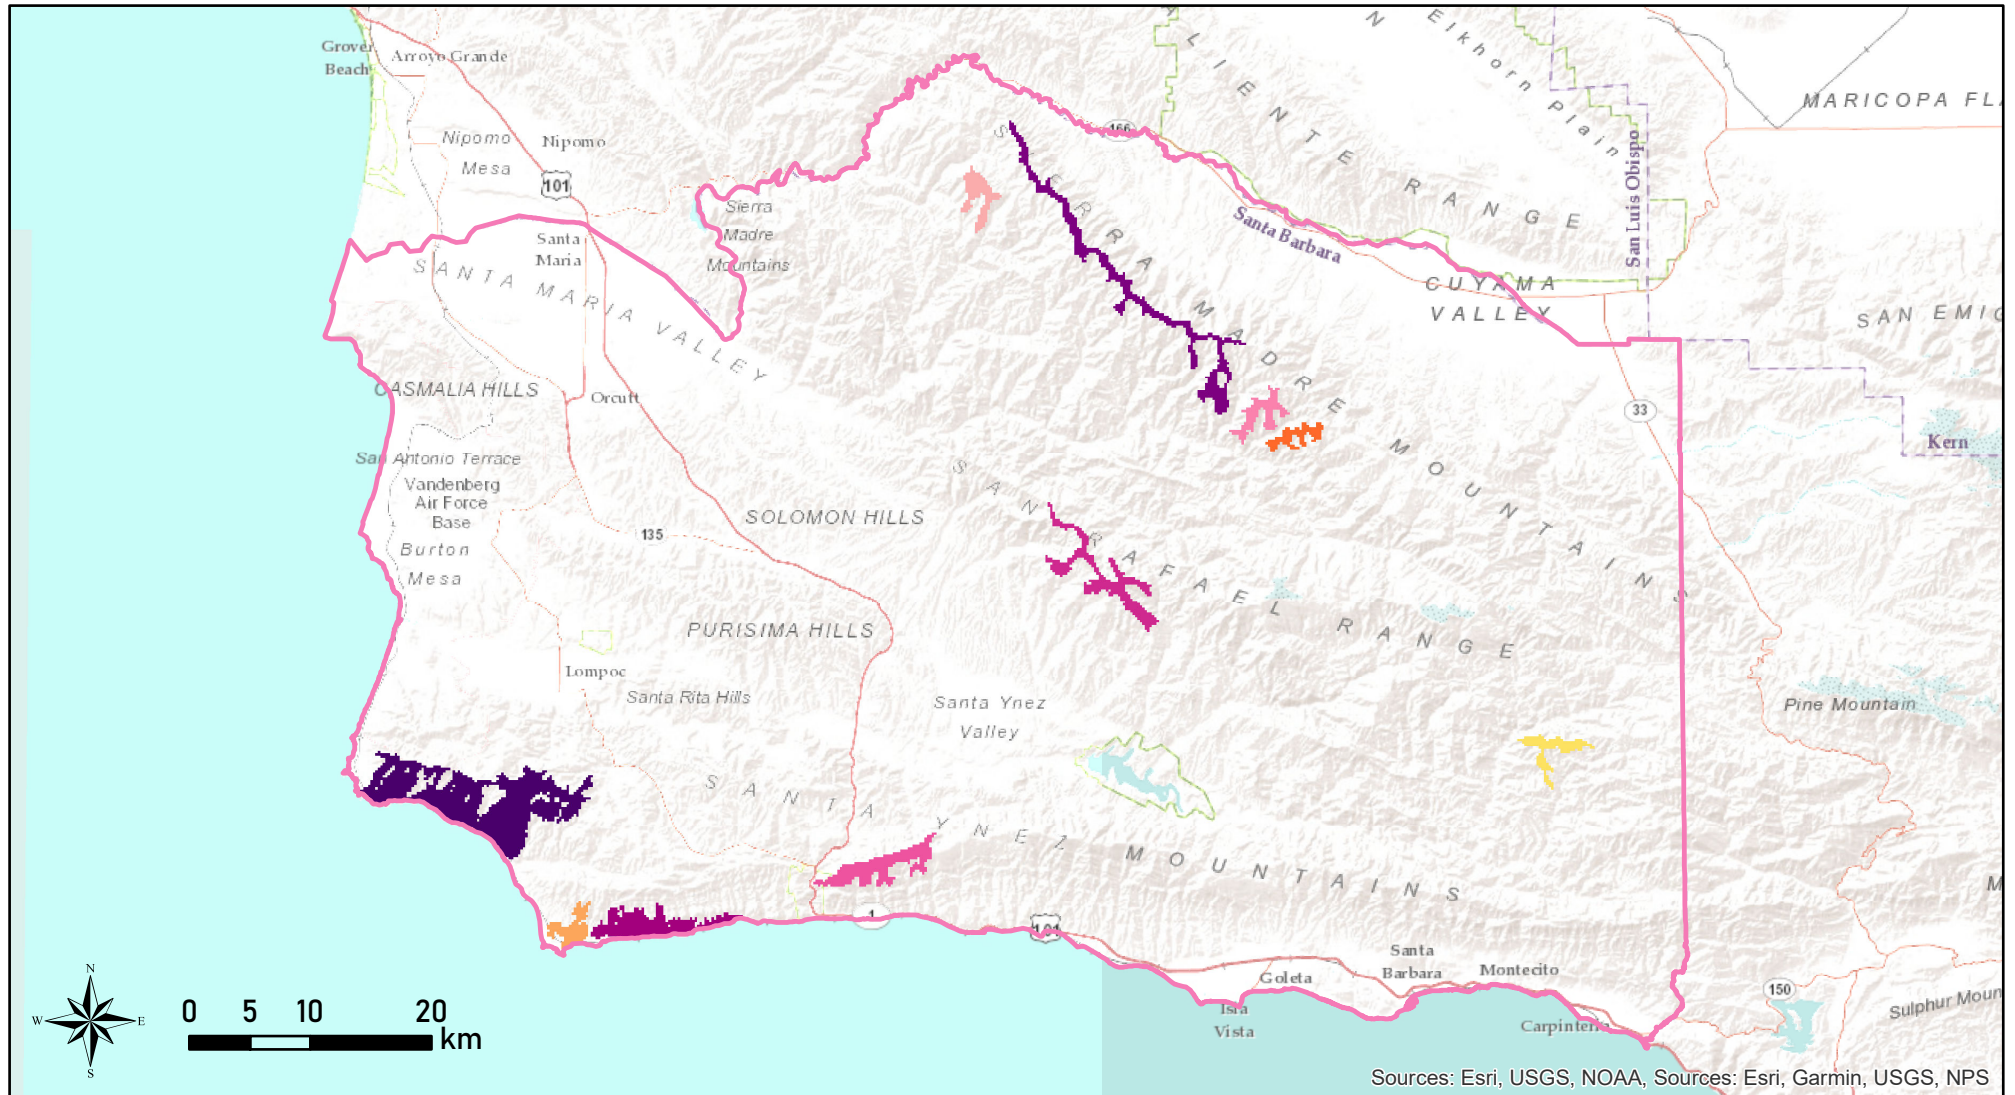 Grover
Beach
Arroyo Grande
Elkhorn Plain
MARICOPA FL
166
LIENTE RANGE
Nipomo
Mesa
Nipomo
101
San Luis Obispo
Sierra
Madre
Mountains
Santa Barbara
Santa
Maria
SANTA MARIA VALLEY
CUYAMA
VALLEY
SAN EMIG
SIERRA MADRE MOUNTAINS
CASMALIA HILLS
Orcutt
33
Kern
San Antonio Terrace
Vandenberg
Air Force
Base
Burton
Mesa
135
SOLOMON HILLS
SAN RAFAEL RANGE
PURISIMA HILLS
Lompoc
Santa Rita Hills
Santa Ynez
Valley
Pine Mountain
SANTA YNEZ MOUNTAINS
M
1
101
Santa
Barbara
Montecito
Goleta
Isla
Vista
Carpinteria
150
Sulphur Moun
N
W
E
S
0 5 10 20
km
Sources: Esri, USGS, NOAA, Sources: Esri, Garmin, USGS, NPS